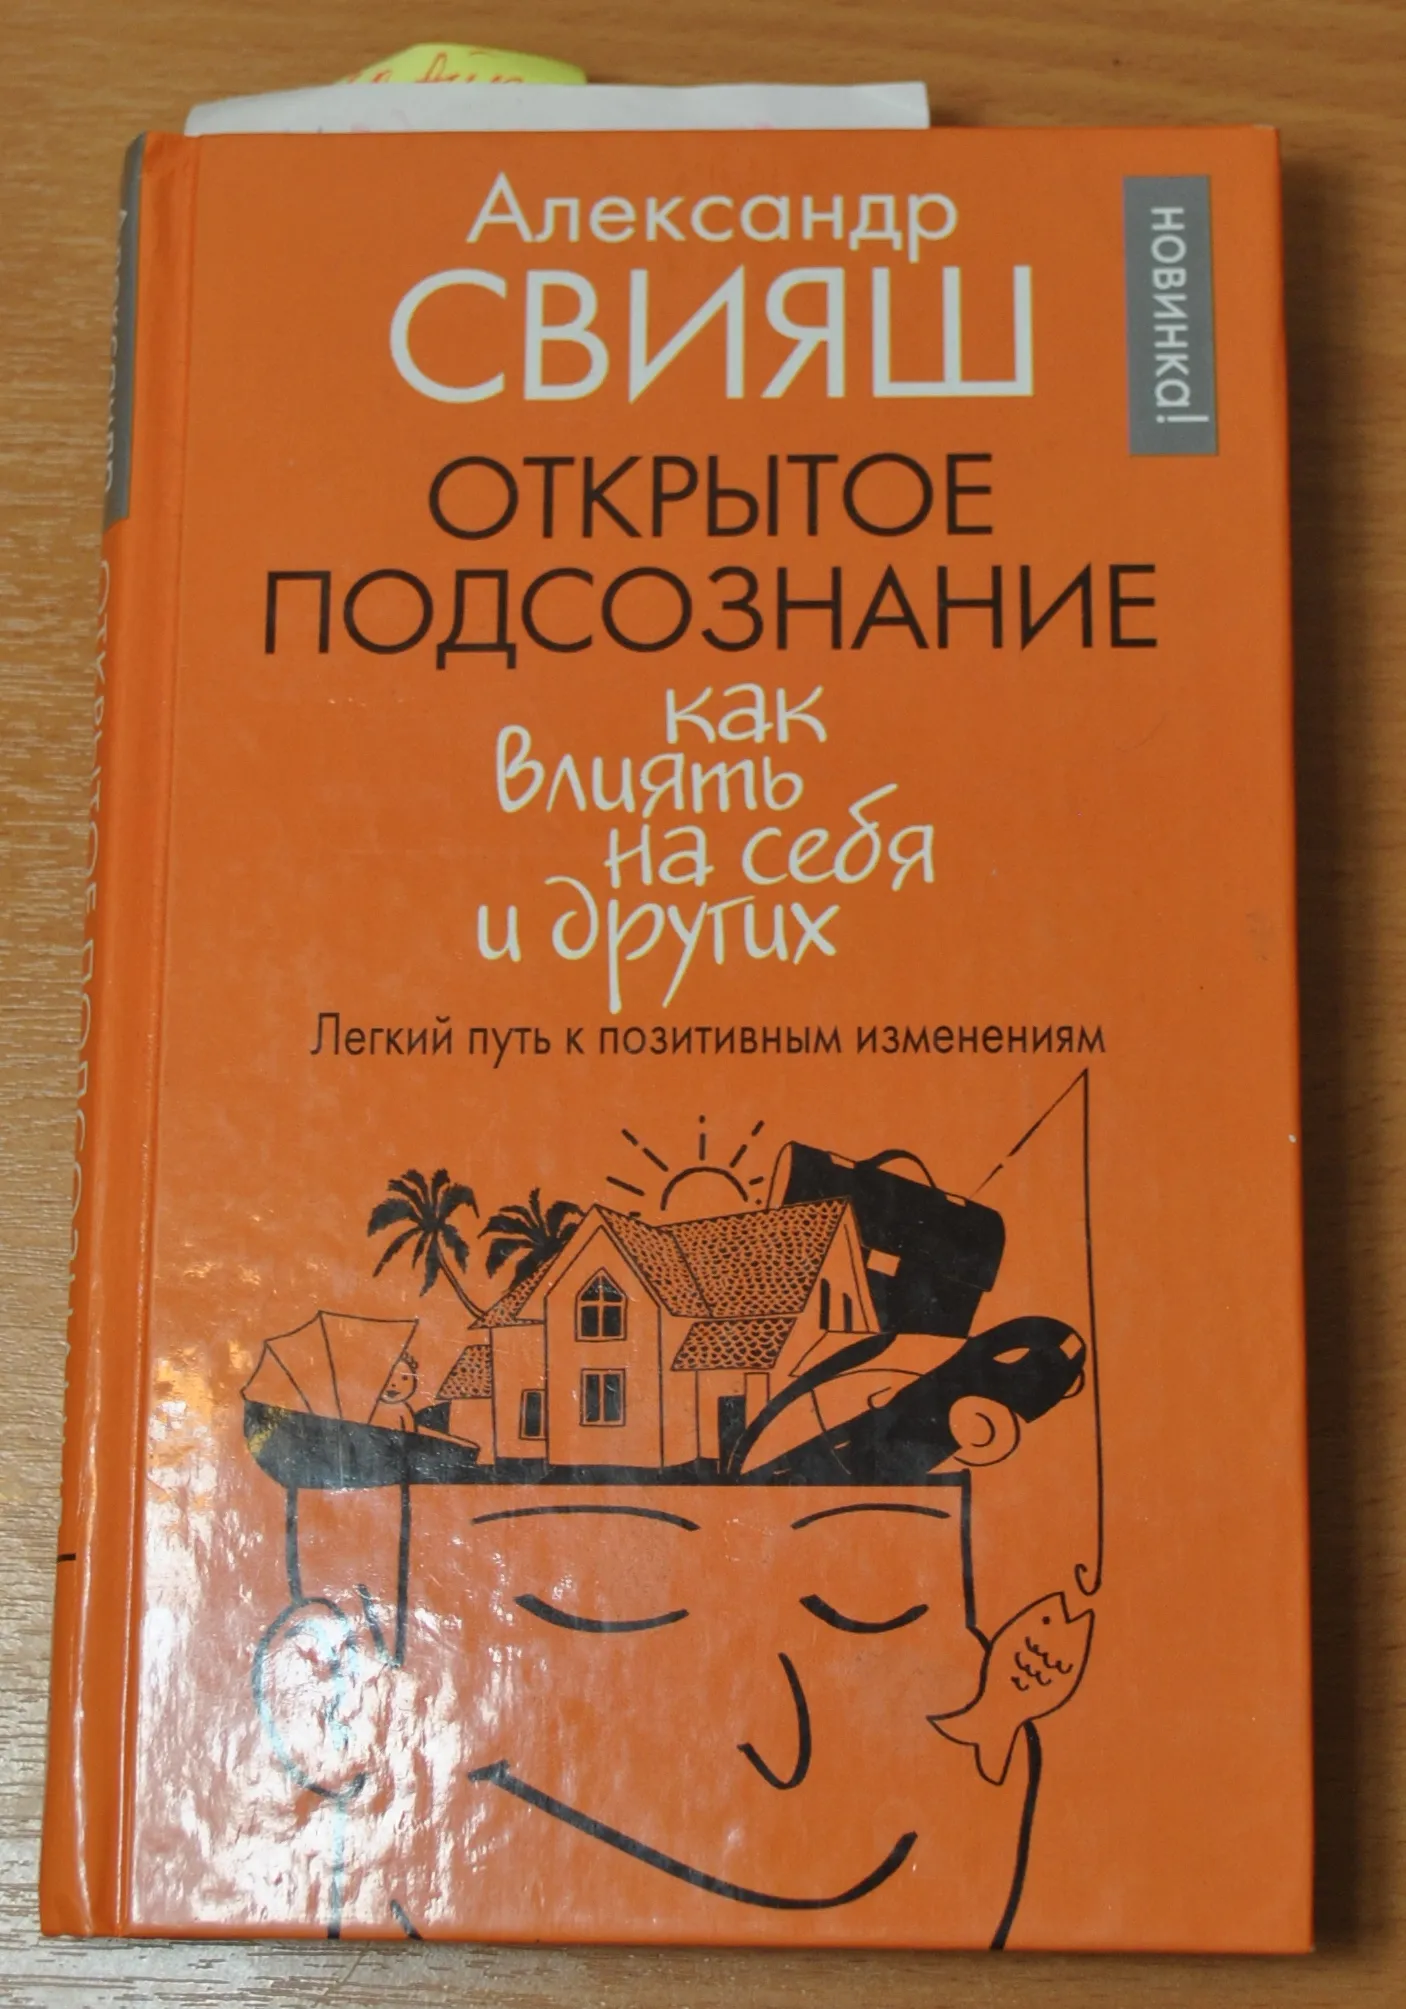 Александр
СВИЯШ
НОВИНКА!
ОТКРЫТОЕ
ПОДСОЗНАНИЕ
как
влиять
на себя
и других
Легкий путь к позитивным изменениям